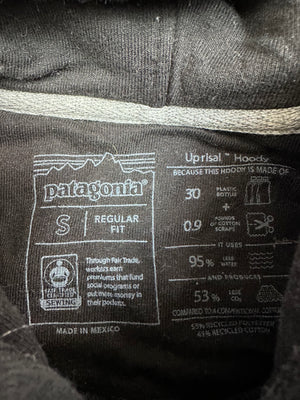 patagonia
S
REGULAR
FIT
Through Fair Trade,
workers earn
premiums that fund
social programs or
put more money in
their pockets.
FAIR TRADE
CERTIFIED
SEWING
MADE IN MEXICO
Uprisal™ Hoody
BECAUSE THIS HOODY IS MADE OF
30 PLASTIC
BOTTLES
+
0.9 POUNDS
OF COTTON
SCRAPS
IT USES
95% LESS
WATER
AND PRODUCES
53% LESS
CO₂
COMPARED TO A CONVENTIONAL COTTON
55% RECYCLED POLYESTER
45% RECYCLED COTTON